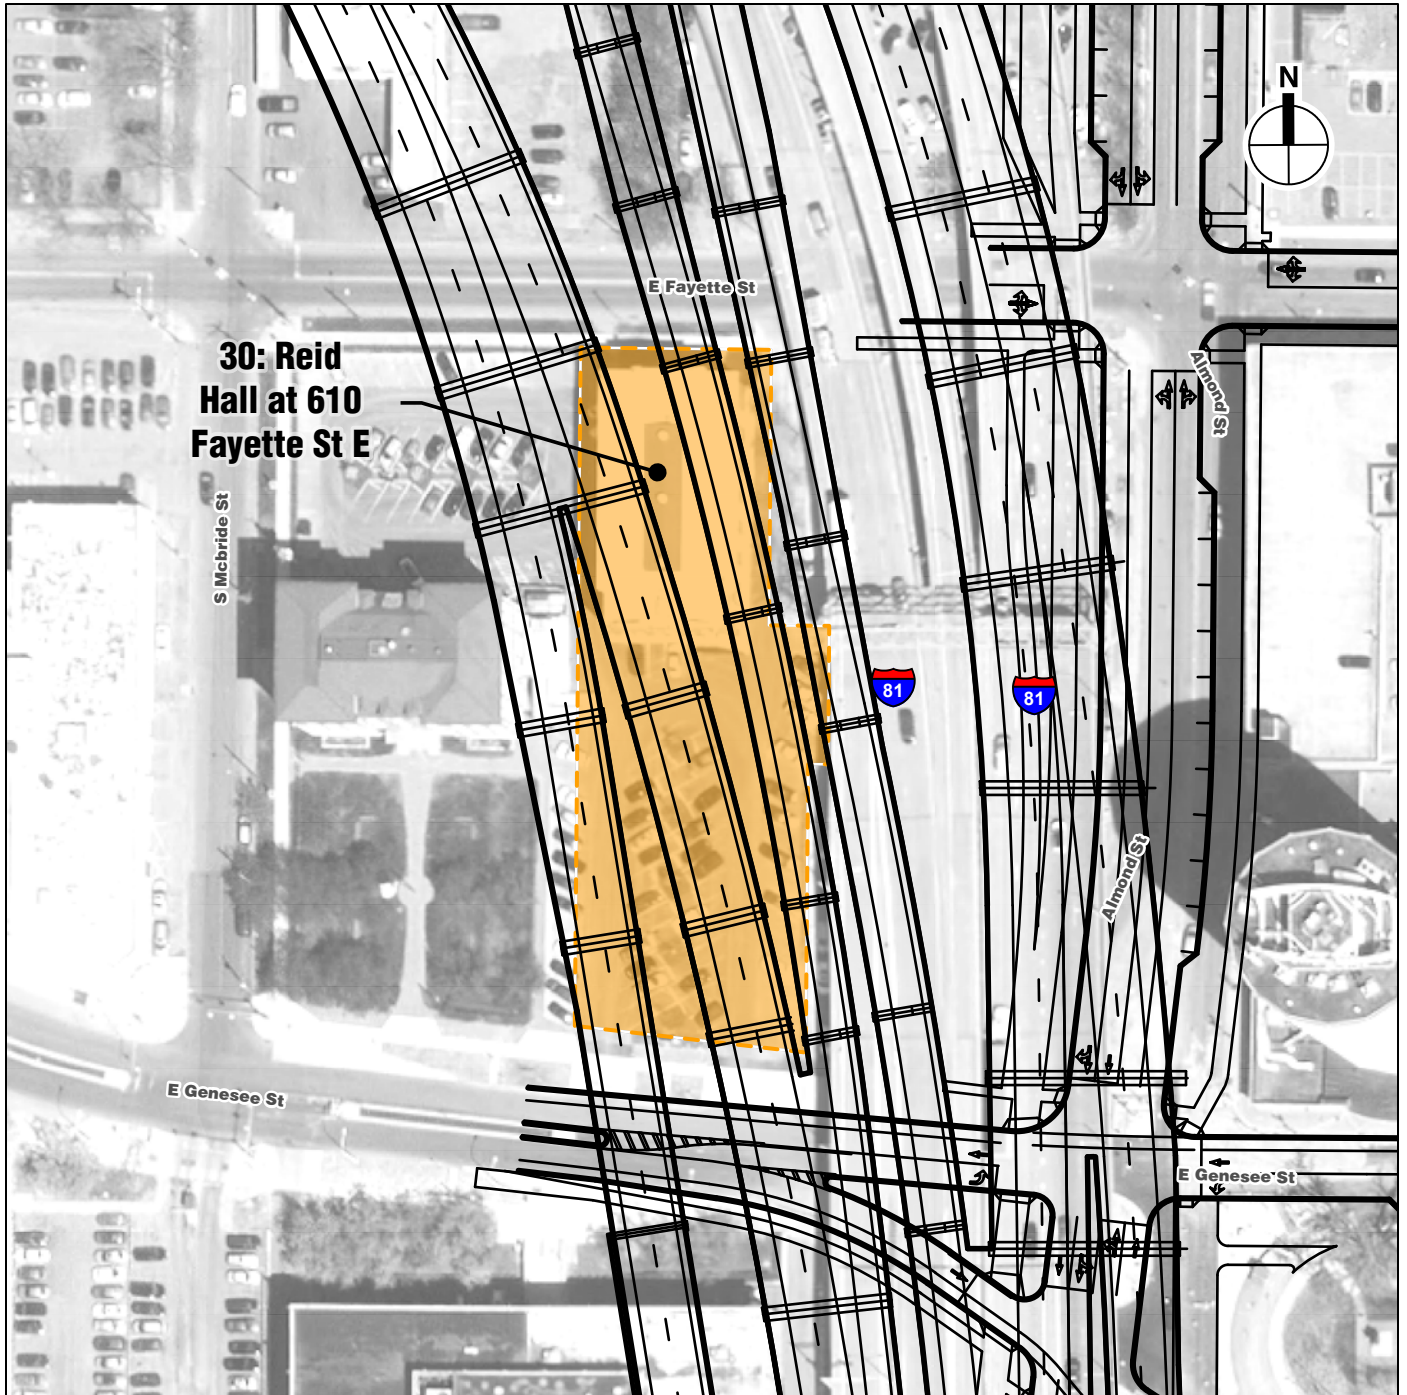 N
E Fayette St
30: Reid
Hall at 610
Fayette St E
Almond St
S Mcbride St
81
81
Almond St
E Genesee St
E Genesee St